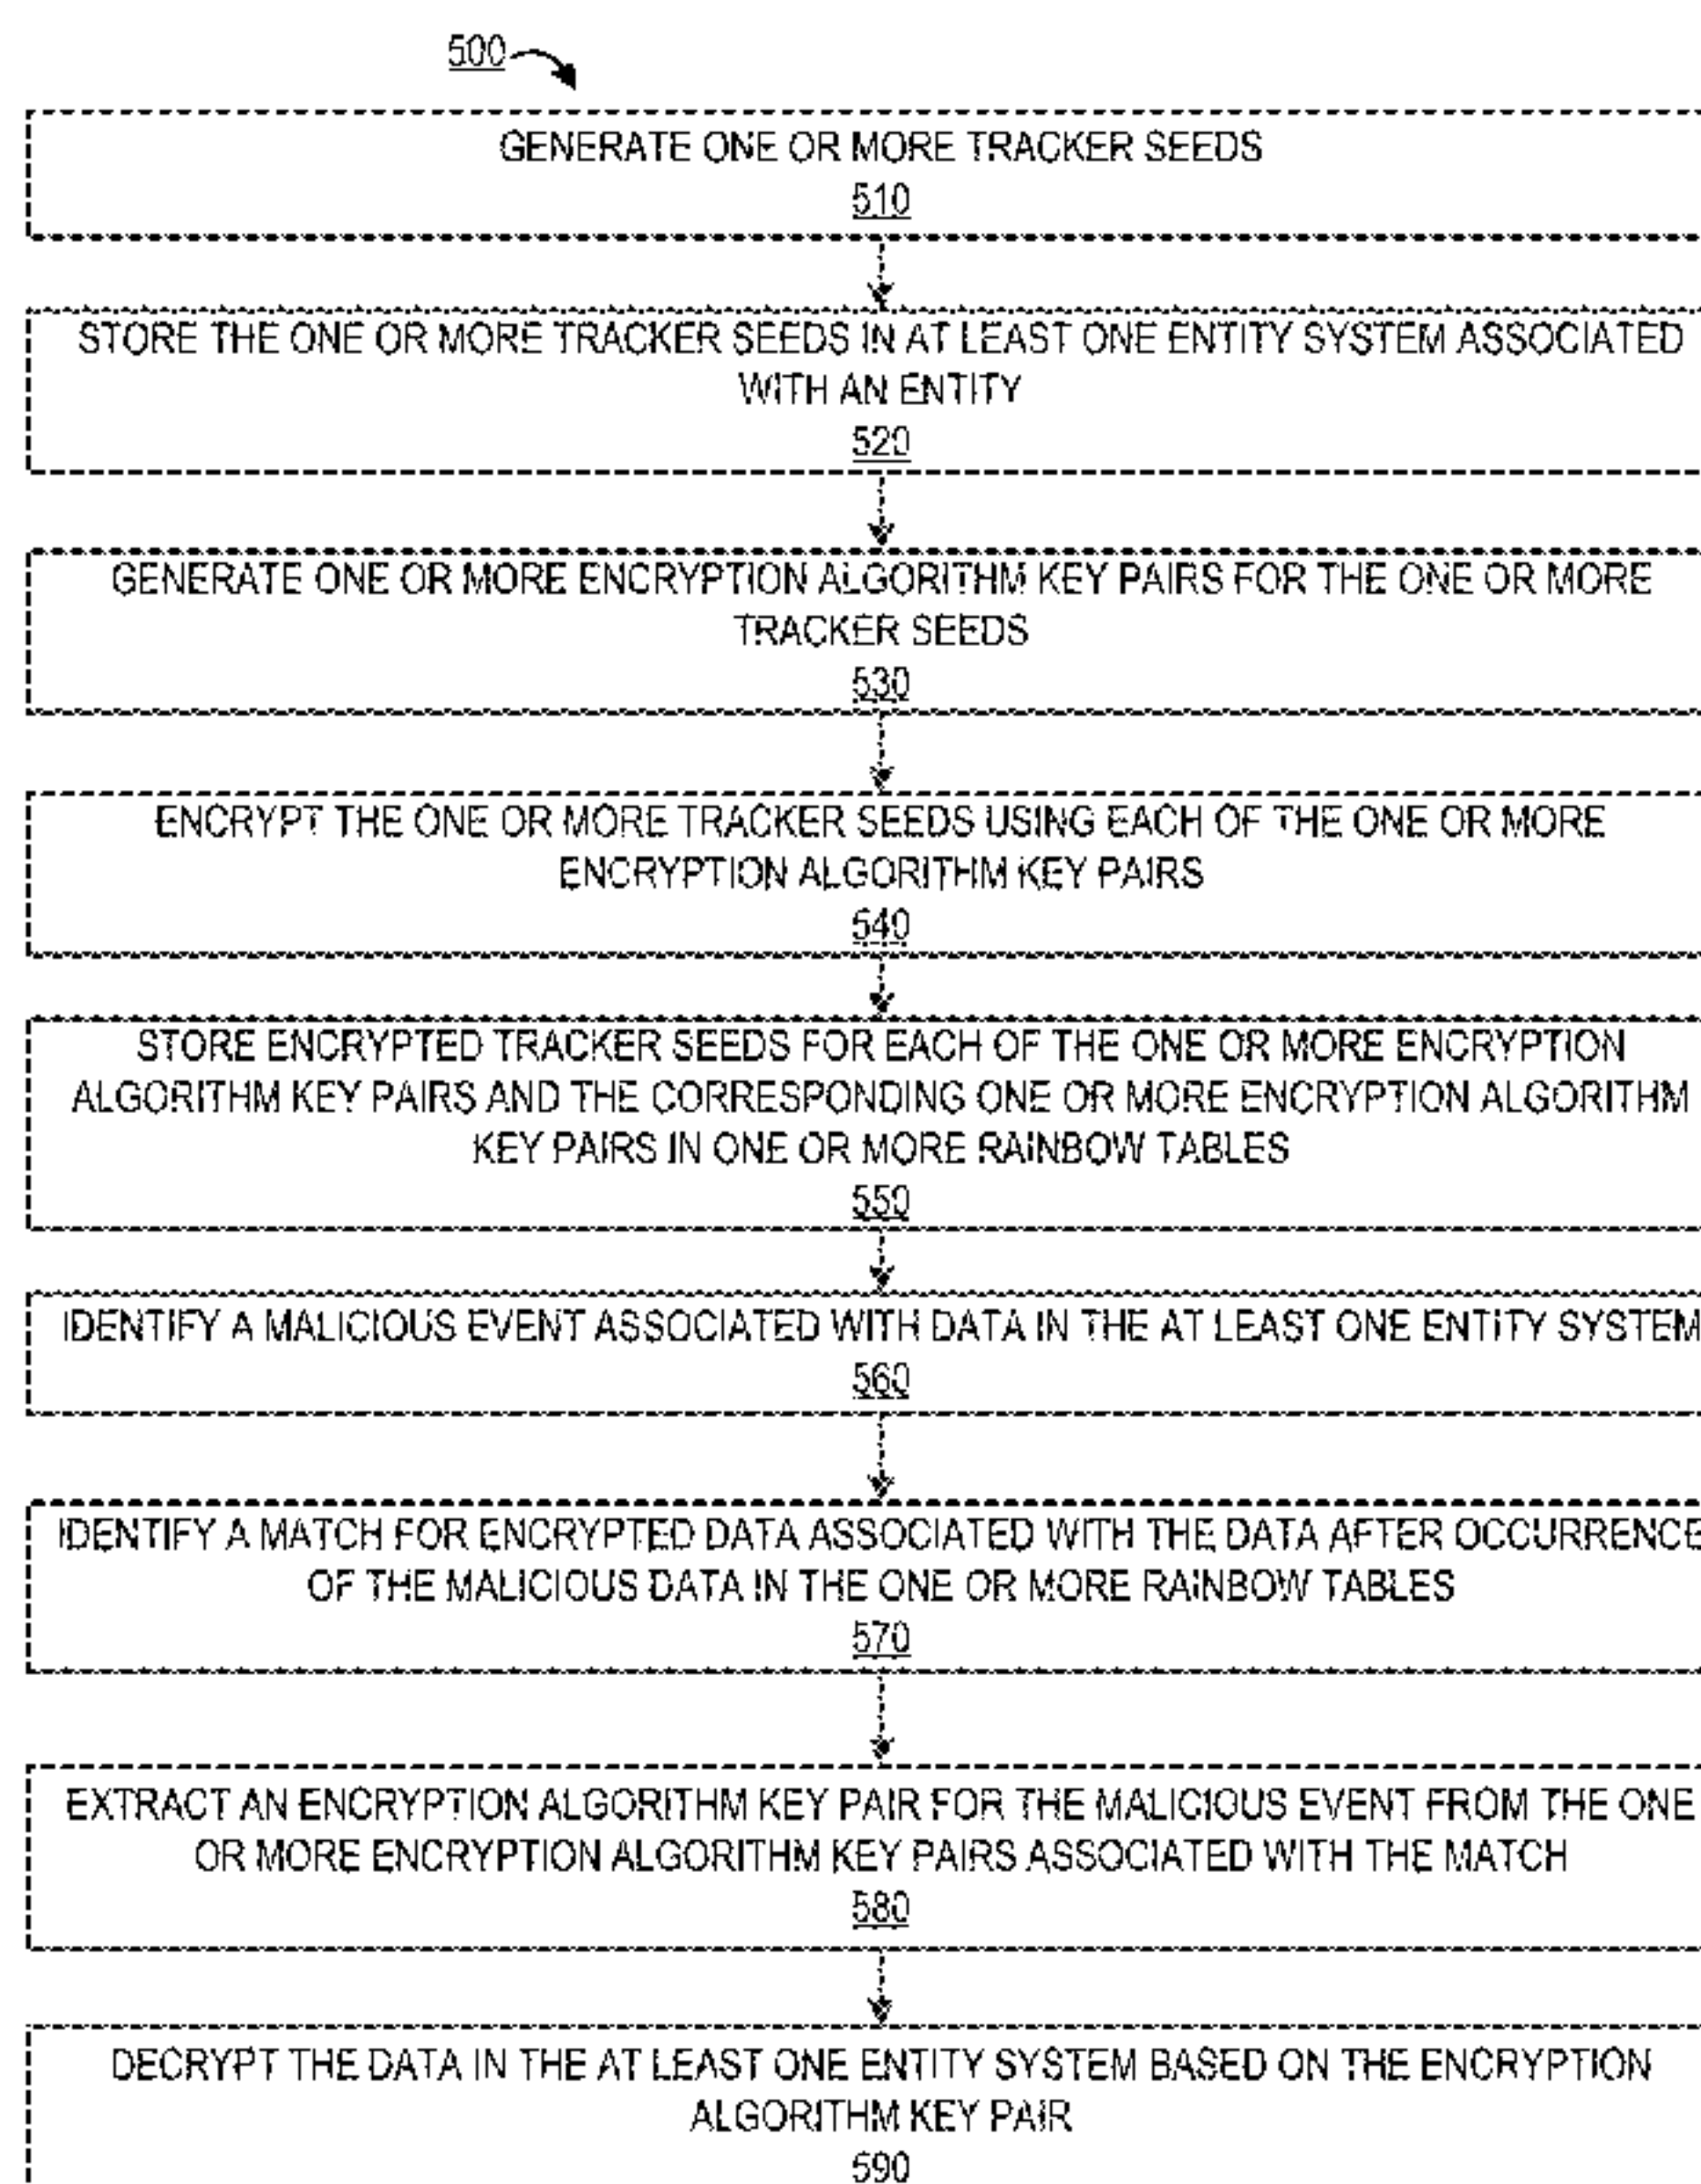 500
GENERATE ONE OR MORE TRACKER SEEDS
510
STORE THE ONE OR MORE TRACKER SEEDS IN AT LEAST ONE ENTITY SYSTEM ASSOCIATED
WITH AN ENTITY
520
GENERATE ONE OR MORE ENCRYPTION ALGORITHM KEY PAIRS FOR THE ONE OR MORE
TRACKER SEEDS
530
ENCRYPT THE ONE OR MORE TRACKER SEEDS USING EACH OF THE ONE OR MORE
ENCRYPTION ALGORITHM KEY PAIRS
540
STORE ENCRYPTED TRACKER SEEDS FOR EACH OF THE ONE OR MORE ENCRYPTION
ALGORITHM KEY PAIRS AND THE CORRESPONDING ONE OR MORE ENCRYPTION ALGORITHM
KEY PAIRS IN ONE OR MORE RAINBOW TABLES
550
IDENTIFY A MALICIOUS EVENT ASSOCIATED WITH DATA IN THE AT LEAST ONE ENTITY SYSTEM
560
IDENTIFY A MATCH FOR ENCRYPTED DATA ASSOCIATED WITH THE DATA AFTER OCCURRENCE
OF THE MALICIOUS DATA IN THE ONE OR MORE RAINBOW TABLES
570
EXTRACT AN ENCRYPTION ALGORITHM KEY PAIR FOR THE MALICIOUS EVENT FROM THE ONE
OR MORE ENCRYPTION ALGORITHM KEY PAIRS ASSOCIATED WITH THE MATCH
580
DECRYPT THE DATA IN THE AT LEAST ONE ENTITY SYSTEM BASED ON THE ENCRYPTION
ALGORITHM KEY PAIR
590